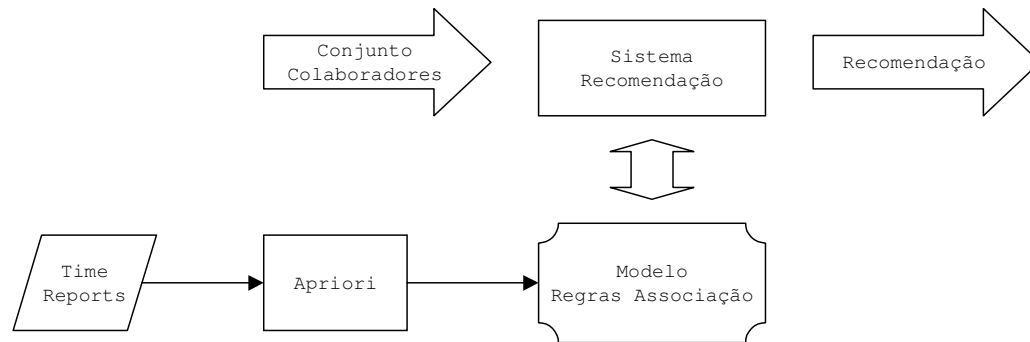 Conjunto
Colaboradores
Sistema
Recomendação
Recomendação
Time
Reports
Apriori
Modelo
Regras Associação